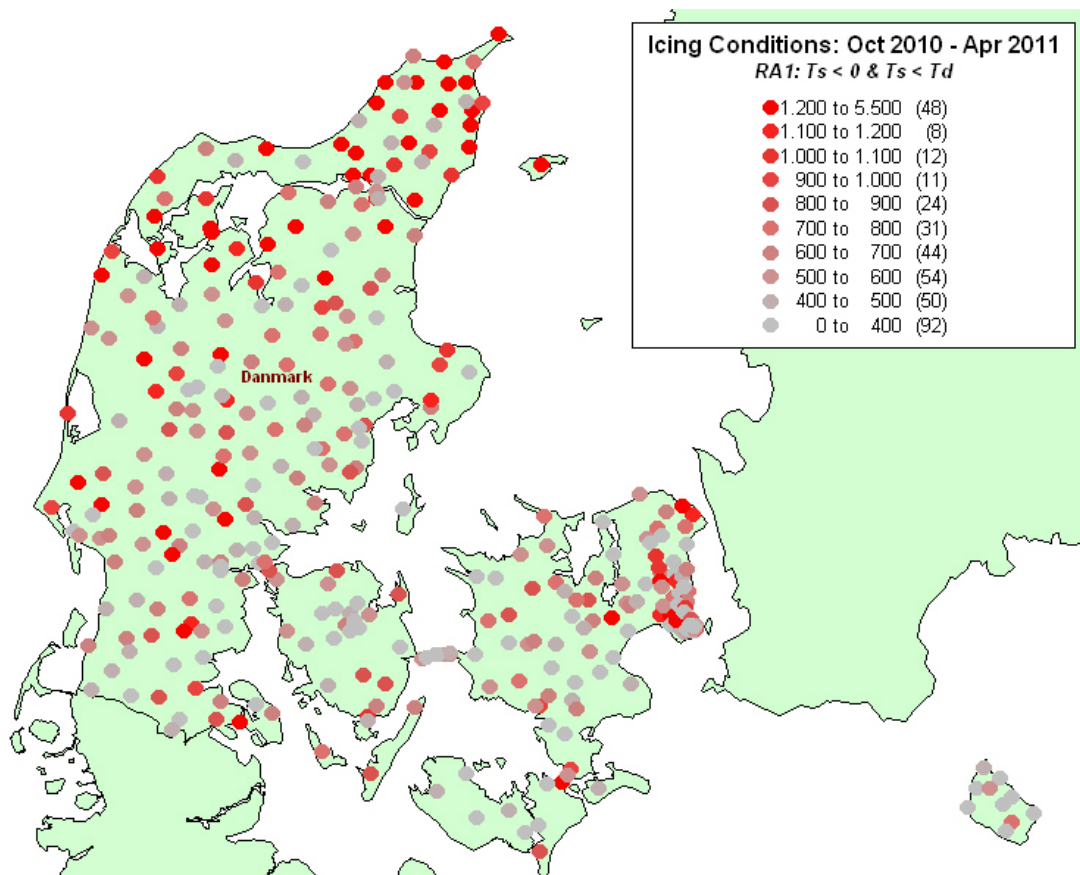 Icing Conditions: Oct 2010 - Apr 2011
RA1: Ts < 0 & Ts < Td
1.200 to 5.500 (48)
1.100 to 1.200 (8)
1.000 to 1.100 (12)
900 to 1.000 (11)
800 to 900 (24)
700 to 800 (31)
600 to 700 (44)
500 to 600 (54)
400 to 500 (50)
0 to 400 (92)
Danmark